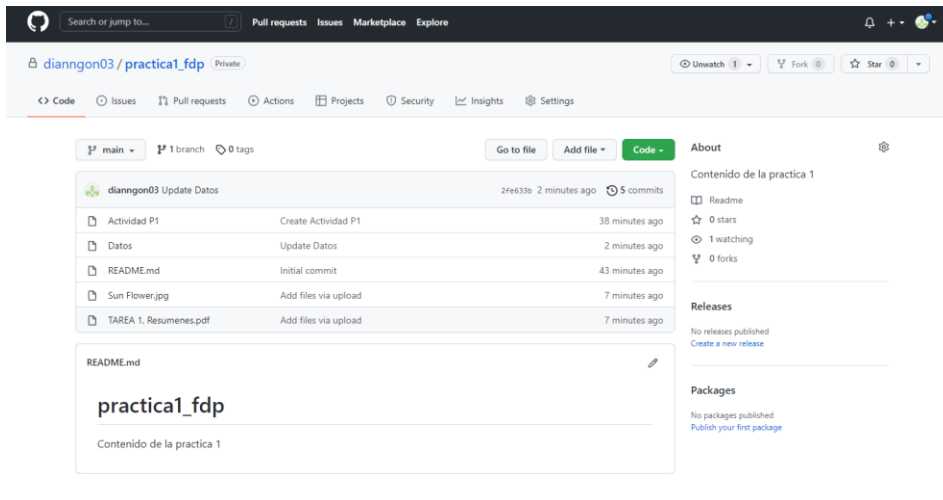 Search or jump to... / Pull requests Issues Marketplace Explore
dianngon03 / practica1_fdp Private Unwatch 1 Fork 0 Star 0
<> Code Issues Pull requests Actions Projects Security Insights Settings
main 1 branch 0 tags Go to file Add file Code
dianngon03 Update Datos 2fe633b 2 minutes ago 5 commits
Actividad P1 Create Actividad P1 38 minutes ago
Datos Update Datos 2 minutes ago
README.md Initial commit 43 minutes ago
Sun Flower.jpg Add files via upload 7 minutes ago
TAREA 1. Resumenes.pdf Add files via upload 7 minutes ago
README.md
practica1_fdp
Contenido de la practica 1
About
Contenido de la practica 1
Readme
0 stars
1 watching
0 forks
Releases
No releases published
Create a new release
Packages
No packages published
Publish your first package